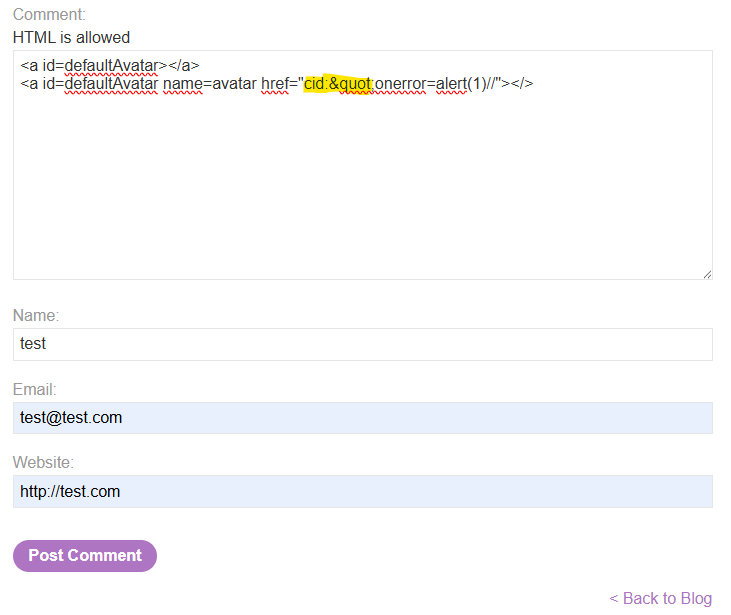 Comment:
HTML is allowed
<a id=defaultAvatar></a>
<a id=defaultAvatar name=avatar href="cid:&quot;onerror=alert(1)//"></>
Name:
test
Email:
test@test.com
Website:
http://test.com
Post Comment
< Back to Blog